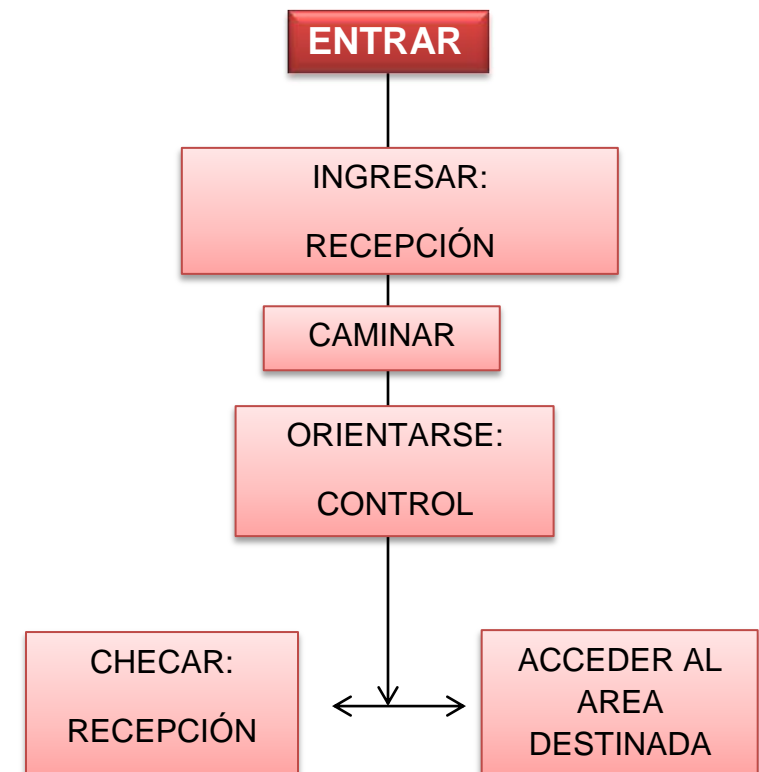 ENTRAR
INGRESAR:
RECEPCIÓN
CAMINAR
ORIENTARSE:
CONTROL
CHECAR:
RECEPCIÓN
ACCEDER AL
AREA
DESTINADA